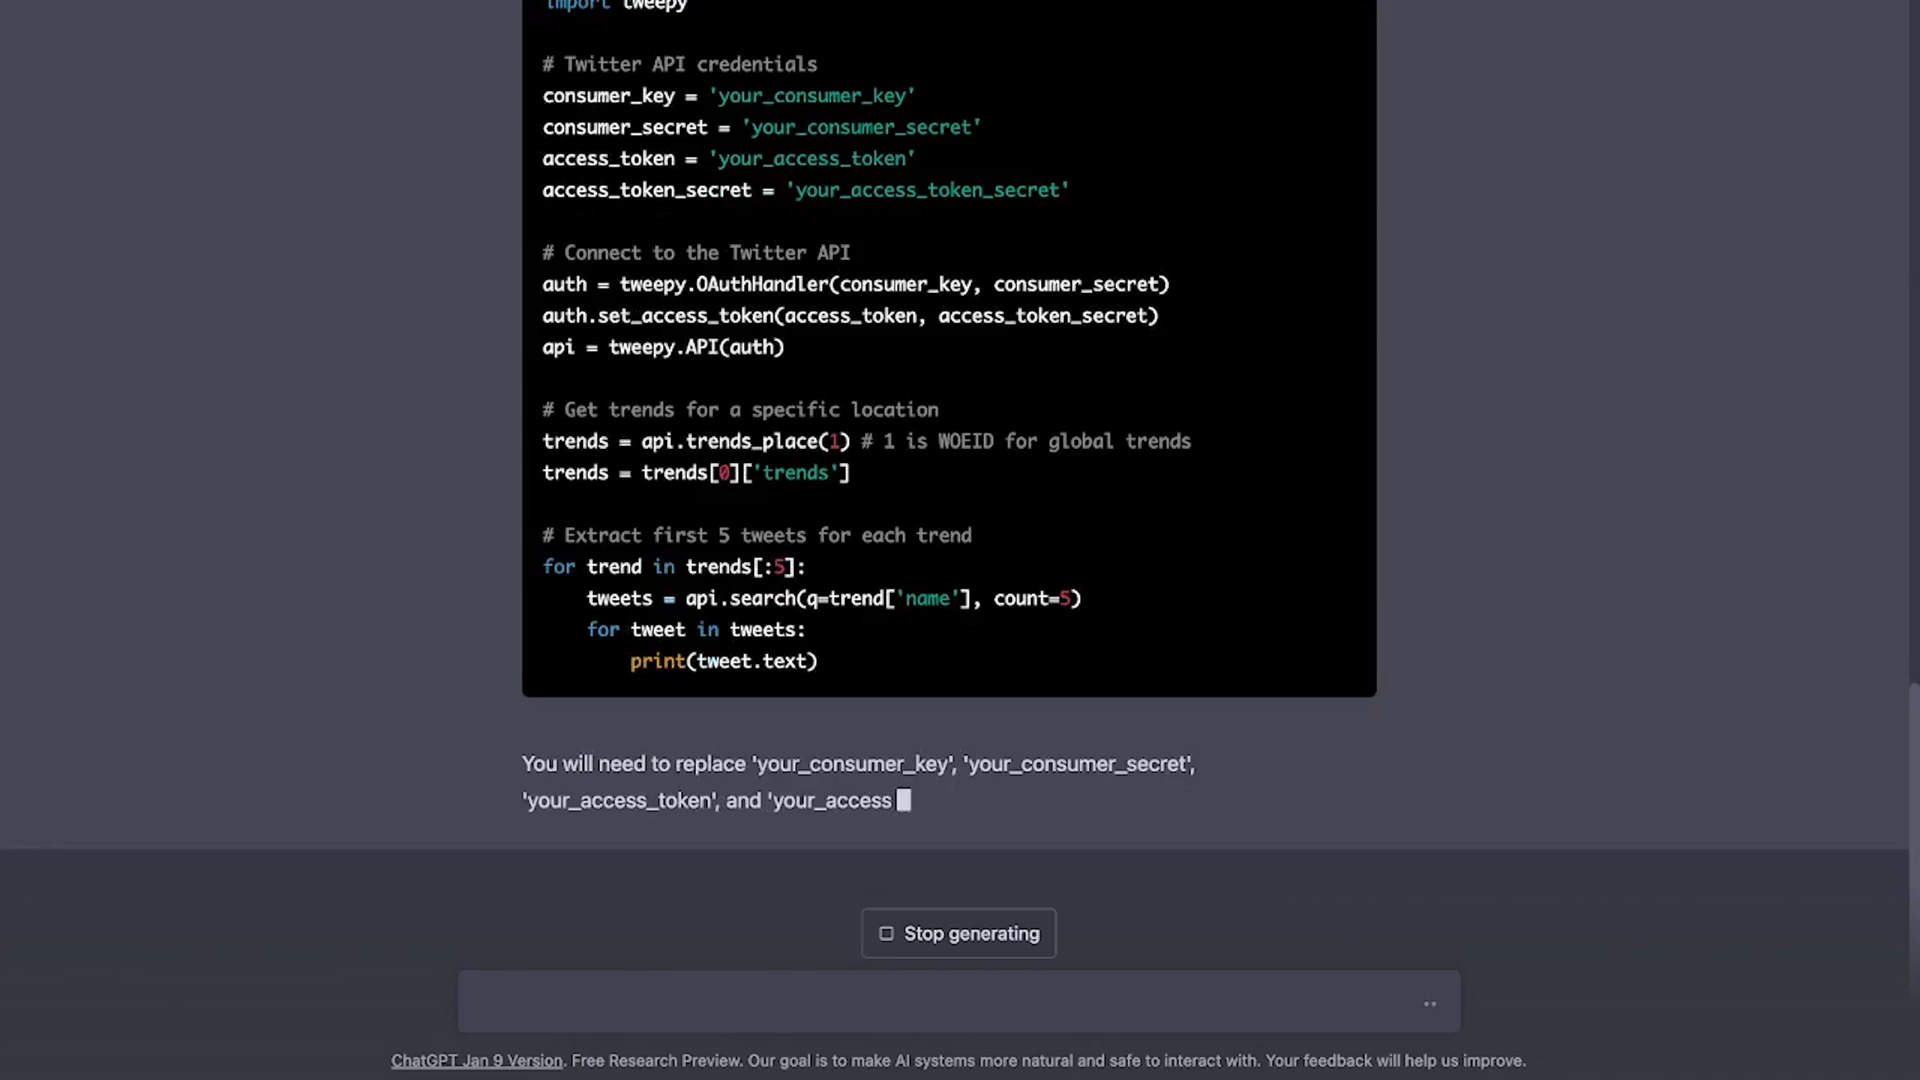 import tweepy
# Twitter API credentials
consumer_key = 'your_consumer_key'
consumer_secret = 'your_consumer_secret'
access_token = 'your_access_token'
access_token_secret = 'your_access_token_secret'
# Connect to the Twitter API
auth = tweepy.OAuthHandler(consumer_key, consumer_secret)
auth.set_access_token(access_token, access_token_secret)
api = tweepy.API(auth)
# Get trends for a specific location
trends = api.trends_place(1) # 1 is WOEID for global trends
trends = trends[0]['trends']
# Extract first 5 tweets for each trend
for trend in trends[:5]:
    tweets = api.search(q=trend['name'], count=5)
    for tweet in tweets:
        print(tweet.text)
You will need to replace 'your_consumer_key', 'your_consumer_secret',
'your_access_token', and 'your_access
Stop generating
ChatGPT Jan 9 Version. Free Research Preview. Our goal is to make AI systems more natural and safe to interact with. Your feedback will help us improve.